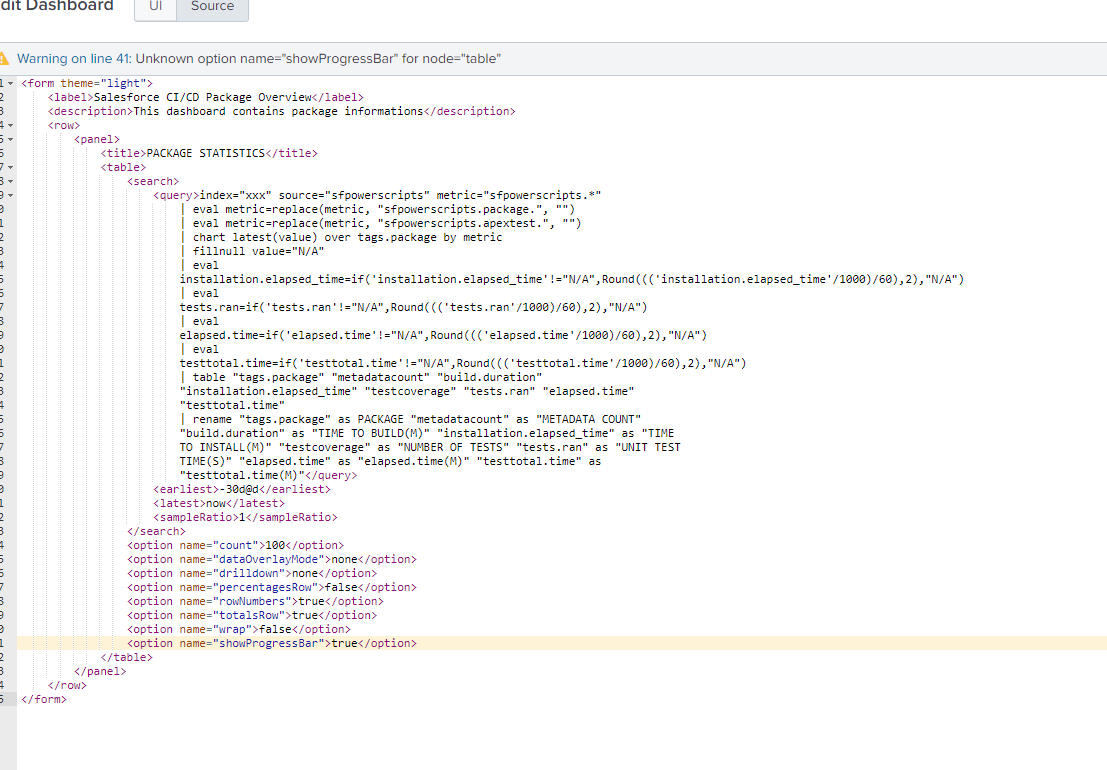 dit Dashboard UI Source
Warning on line 41: Unknown option name="showProgressBar" for node="table"
1 <form theme="light">
2 <label>Salesforce CI/CD Package Overview</label>
3 <description>This dashboard contains package informations</description>
4 <row>
5 <panel>
6 <title>PACKAGE STATISTICS</title>
7 <table>
8 <search>
9 <query>index="xxx" source="sfpowerscripts" metric="sfpowerscripts.*"
0 | eval metric=replace(metric, "sfpowerscripts.package.", "")
1 | eval metric=replace(metric, "sfpowerscripts.apextest.", "")
2 | chart latest(value) over tags.package by metric
3 | fillnull value="N/A"
4 | eval
5 installation.elapsed_time=if('installation.elapsed_time'!="N/A",Round((('installation.elapsed_time'/1000)/60),2),"N/A")
6 | eval
7 tests.ran=if('tests.ran'!="N/A",Round((('tests.ran'/1000)/60),2),"N/A")
8 | eval
9 elapsed.time=if('elapsed.time'!="N/A",Round((('elapsed.time'/1000)/60),2),"N/A")
0 | eval
1 testtotal.time=if('testtotal.time'!="N/A",Round((('testtotal.time'/1000)/60),2),"N/A")
2 | table "tags.package" "metadatacount" "build.duration"
3 "installation.elapsed_time" "testcoverage" "tests.ran" "elapsed.time"
4 "testtotal.time"
5 | rename "tags.package" as PACKAGE "metadatacount" as "METADATA COUNT"
6 "build.duration" as "TIME TO BUILD(M)" "installation.elapsed_time" as "TIME
7 TO INSTALL(M)" "testcoverage" as "NUMBER OF TESTS" "tests.ran" as "UNIT TEST
8 TIME(S)" "elapsed.time" as "elapsed.time(M)" "testtotal.time" as
9 "testtotal.time(M)"</query>
0 <earliest>-30d@d</earliest>
1 <latest>now</latest>
2 <sampleRatio>1</sampleRatio>
3 </search>
4 <option name="count">100</option>
5 <option name="dataOverlayMode">none</option>
6 <option name="drilldown">none</option>
7 <option name="percentagesRow">false</option>
8 <option name="rowNumbers">true</option>
9 <option name="totalsRow">true</option>
0 <option name="wrap">false</option>
1 <option name="showProgressBar">true</option>
2 </table>
3 </panel>
4 </row>
5 </form>